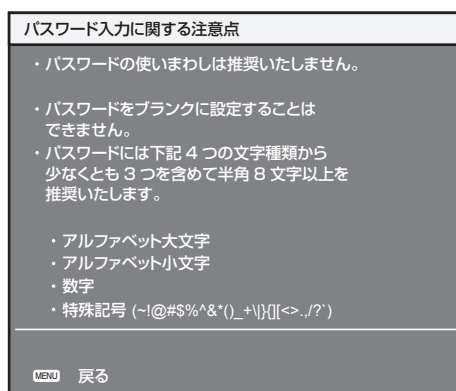 パスワード入力に関する注意点
・パスワードの使いまわしは推奨いたしません。
・パスワードをブランクに設定することは
できません。
・パスワードには下記 4 つの文字種類から
少なくとも 3 つを含めて半角 8 文字以上を
推奨いたします。
・アルファベット大文字
・アルファベット小文字
・数字
・特殊記号 (~!@#$%^&*()_+\|}{][<>.,/?`)
MENU 戻る